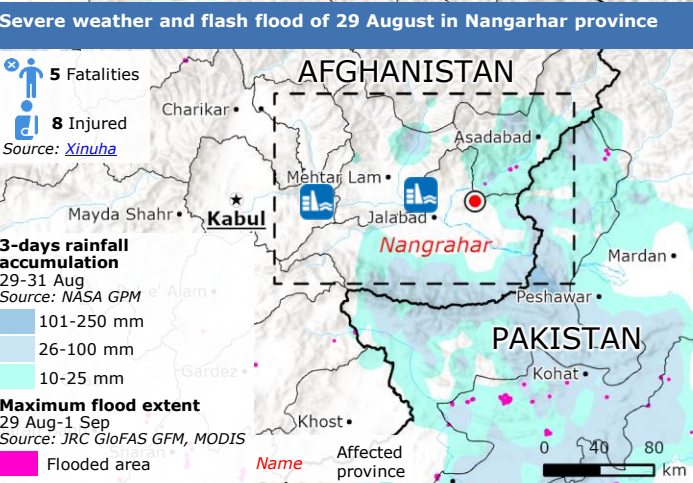 Severe weather and flash flood of 29 August in Nangarhar province
5 Fatalities
8 Injured
Source: Xinuha
AFGHANISTAN
Charikar
Asadabad
Mehtar Lam
Mayda Shahr
Kabul
Jalabad
Nangrahar
Mardan
Peshawar
PAKISTAN
Kohat
Gardez
Khost
Sharan
3-days rainfall
accumulation
29-31 Aug
Source: NASA GPM
101-250 mm
26-100 mm
10-25 mm
Maximum flood extent
29 Aug-1 Sep
Source: JRC GloFAS GFM, MODIS
Flooded area
Name
Affected
province
0 40 80
km